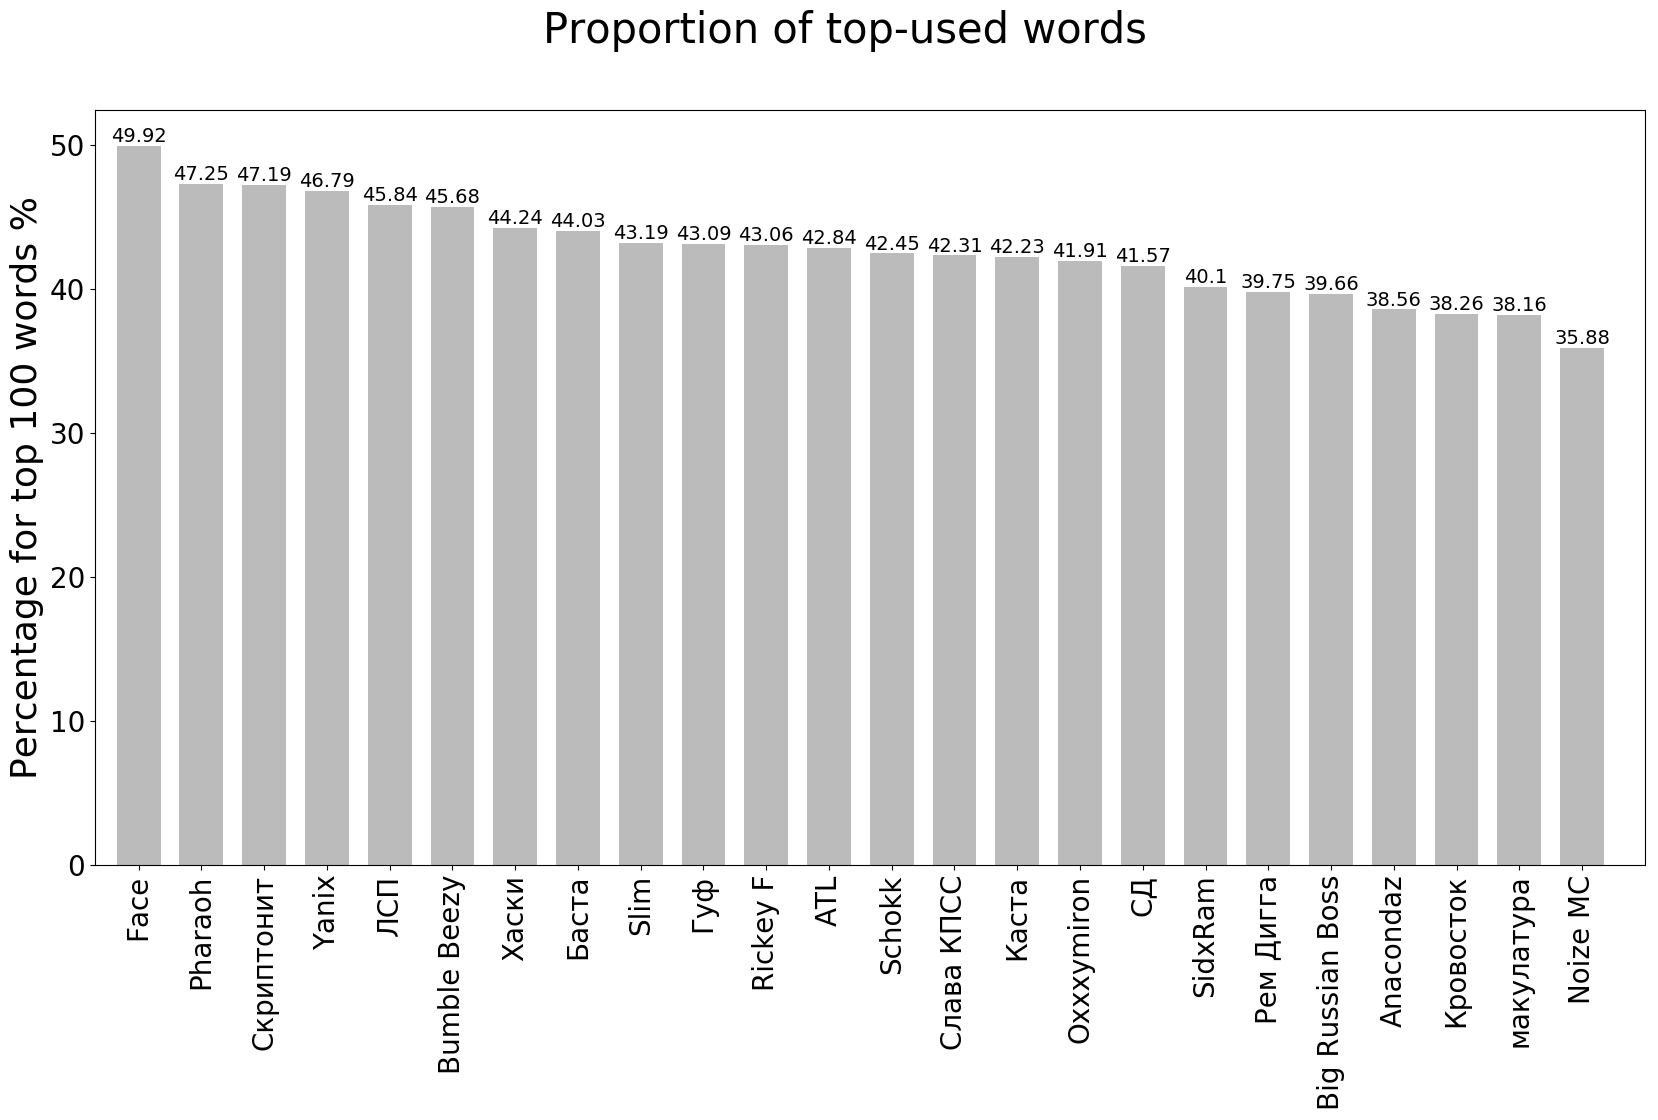 Proportion of top-used words
Percentage for top 100 words %
50
40
30
20
10
0
49.92
47.25
47.19
46.79
45.84
45.68
44.24
44.03
43.19
43.09
43.06
42.84
42.45
42.31
42.23
41.91
41.57
40.1
39.75
39.66
38.56
38.26
38.16
35.88
Face
Pharaoh
Скриптонит
Yanix
ЛСП
Bumble Beezy
Хаски
Баста
Slim
Гуф
Rickey F
ATL
Schokk
Слава КПСС
Каста
Oxxxymiron
СД
SidxRam
Рем Дигга
Big Russian Boss
Anacondaz
Кровосток
макулатура
Noize MC